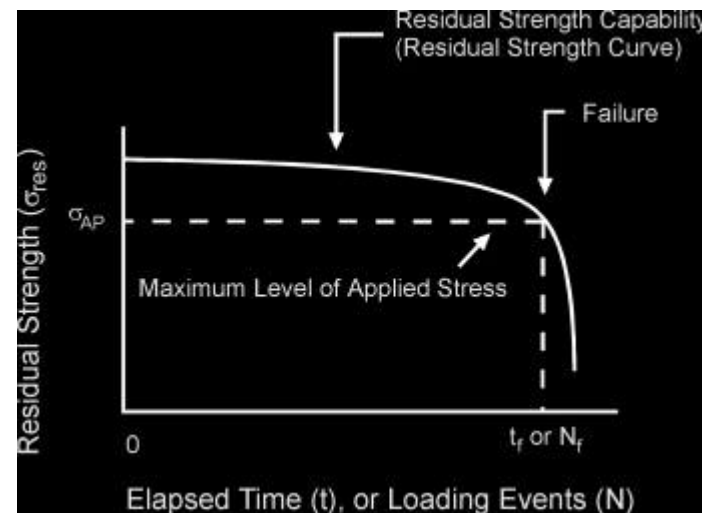 Residual Strength Capability
(Residual Strength Curve)
Failure
Residual Strength (σres)
σAP
Maximum Level of Applied Stress
0
tf or Nf
Elapsed Time (t), or Loading Events (N)